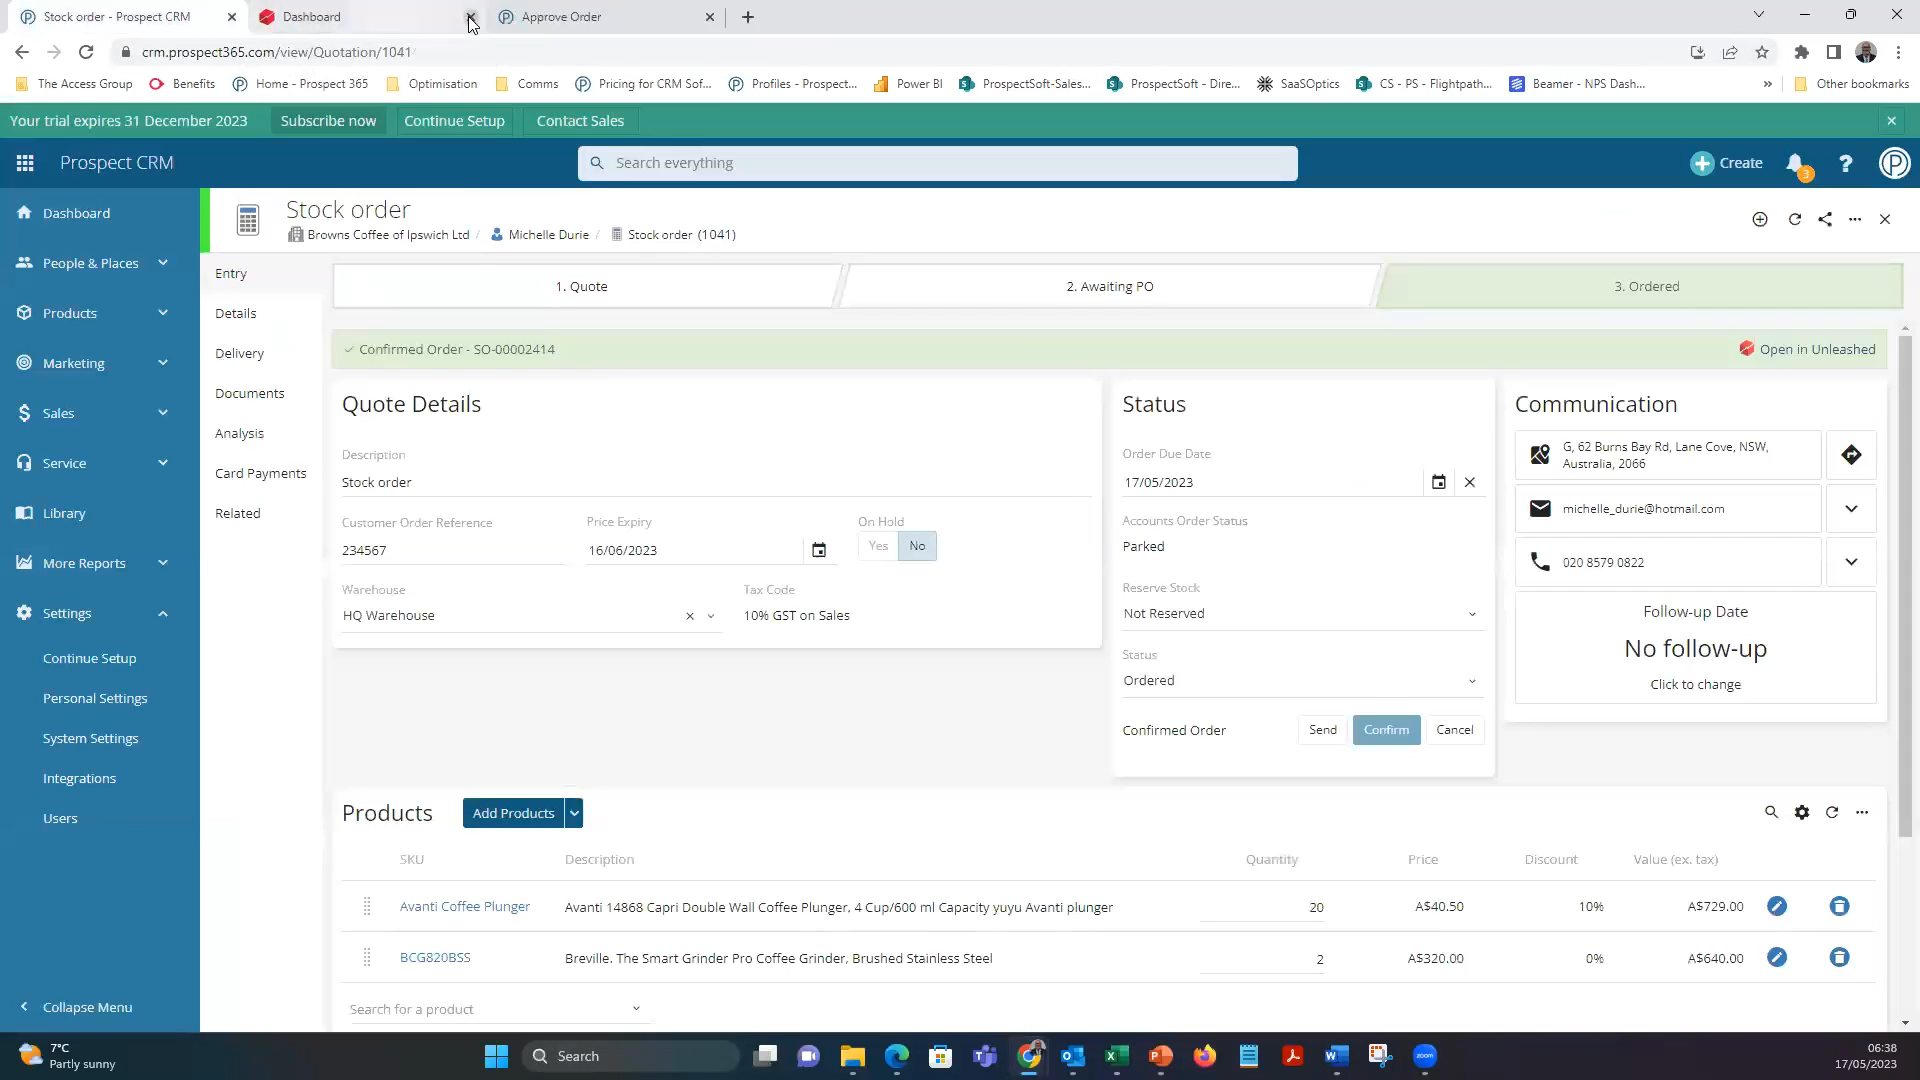 Stock order - Prospect CRM
Dashboard
Approve Order
crm.prospect365.com/view/Quotation/1041
The Access Group
Benefits
Home - Prospect 365
Optimisation
Comms
Pricing for CRM Sof...
Profiles - Prospect...
Power BI
ProspectSoft-Sales...
ProspectSoft - Dire...
SaaSOptics
CS - PS - Flightpath...
Beamer - NPS Dash...
»
Other bookmarks
Your trial expires 31 December 2023
Subscribe now
Continue Setup
Contact Sales
Prospect CRM
Search everything
Create
3
Dashboard
People & Places
Products
Marketing
Sales
Service
Library
More Reports
Settings
Continue Setup
Personal Settings
System Settings
Integrations
Users
Collapse Menu
Stock order
Browns Coffee of Ipswich Ltd / Michelle Durie / Stock order (1041)
Entry
Details
Delivery
Documents
Analysis
Card Payments
Related
1. Quote
2. Awaiting PO
3. Ordered
Confirmed Order - SO-00002414
Open in Unleashed
Quote Details
Description
Stock order
Customer Order Reference
234567
Price Expiry
16/06/2023
On Hold
Yes No
Warehouse
HQ Warehouse
Tax Code
10% GST on Sales
Status
Order Due Date
17/05/2023
Accounts Order Status
Parked
Reserve Stock
Not Reserved
Status
Ordered
Confirmed Order
Send
Confirm
Cancel
Communication
G, 62 Burns Bay Rd, Lane Cove, NSW,
Australia, 2066
michelle_durie@hotmail.com
020 8579 0822
Follow-up Date
No follow-up
Click to change
Products
Add Products
SKU Description Quantity Price Discount Value (ex. tax)
Avanti Coffee Plunger Avanti 14868 Capri Double Wall Coffee Plunger, 4 Cup/600 ml Capacity yuyu Avanti plunger 20 A$40.50 10% A$729.00
BCG820BSS Breville. The Smart Grinder Pro Coffee Grinder, Brushed Stainless Steel 2 A$320.00 0% A$640.00
Search for a product
7°C
Partly sunny
Search
zoom
06:38
17/05/2023